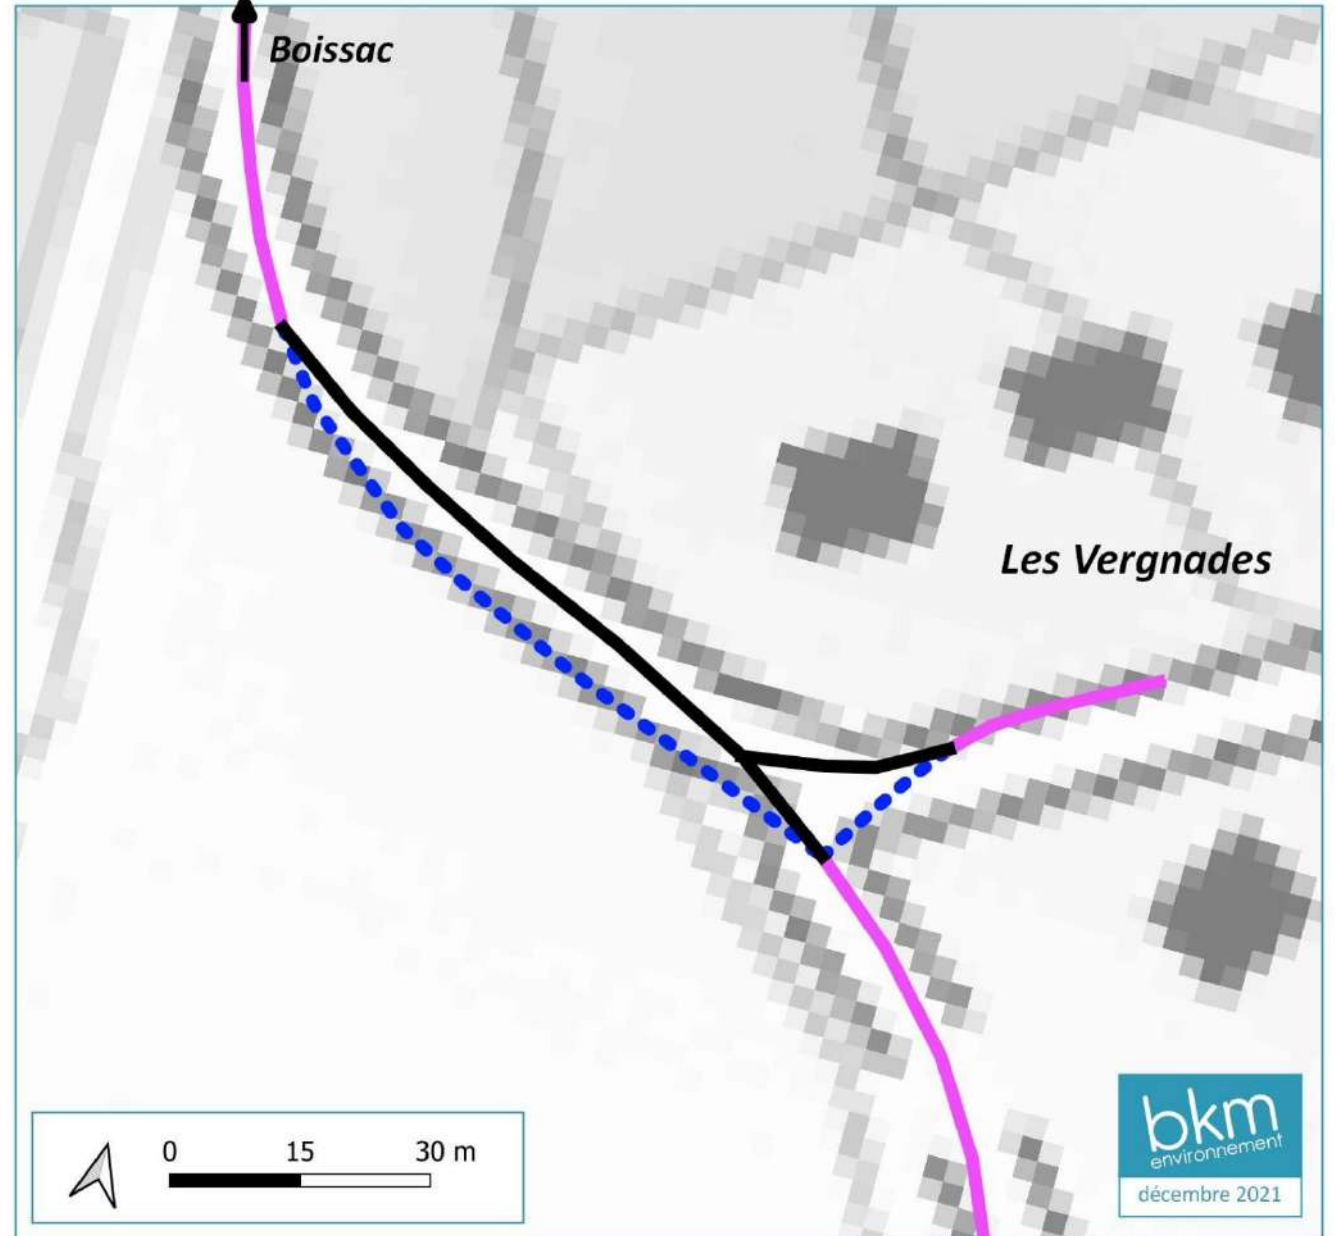 Boissac
Les Vergnades
0 15 30 m
bkm
environnement
décembre 2021